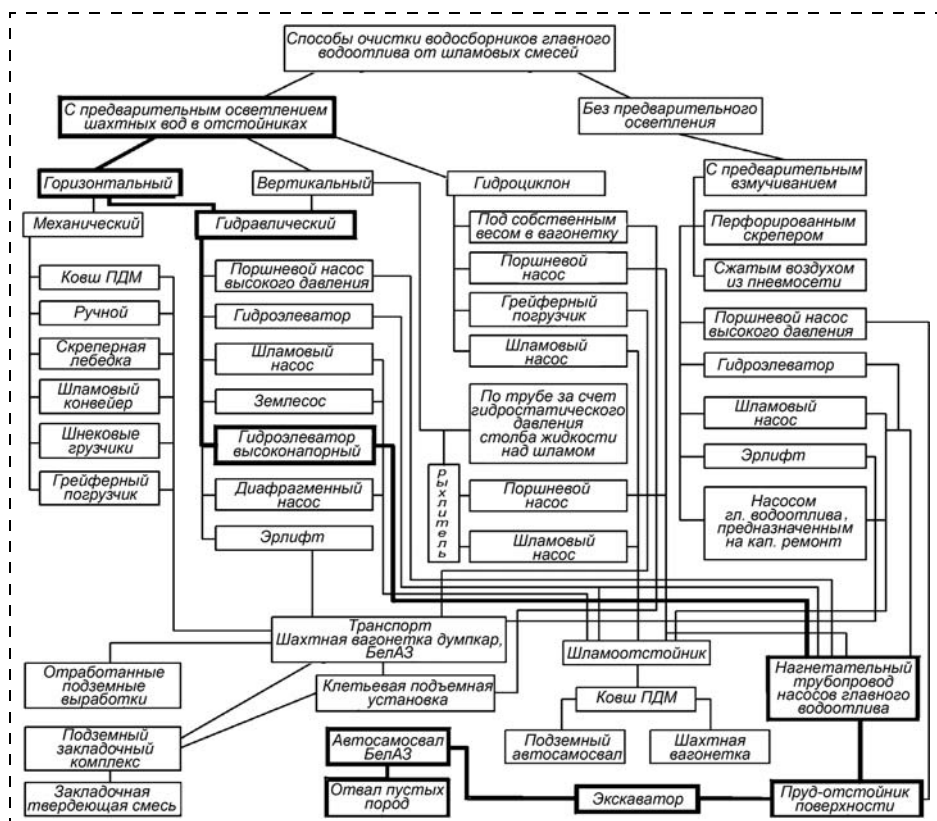 Способы очистки водосборников главного
водоотлива от шламовых смесей
С предварительным осветлением
шахтных вод в отстойниках
Без предварительного
осветления
Горизонтальный
Вертикальный
Гидроциклон
С предварительным
взмучиванием
Механический
Гидравлический
Под собственным
весом в вагонетку
Перфорированным
скрепером
Ковш ПДМ
Поршневой насос
высокого давления
Поршневой
насос
Сжатым воздухом
из пневмосети
Ручной
Гидроэлеватор
Грейферный
погрузчик
Поршневой насос
высокого давления
Скреперная
лебедка
Шламовый
насос
Шламовый
насос
Гидроэлеватор
Шламовый
конвейер
Землесос
По трубе за счет
гидростатического
давления
столба жидкости
над шламом
Шламовый
насос
Шнековые
грузчики
Гидроэлеватор
высоконапорный
Эрлифт
Грейферный
погрузчик
Диафрагменный
насос
рыхлитель
Поршневой
насос
Насосом
гл. водоотлива,
предназначенным
на кап. ремонт
Эрлифт
Шламовый
насос
Транспорт
Шахтная вагонетка думпкар,
БелАЗ
Шламоотстойник
Нагнетательный
трубопровод
насосов главного
водоотлива
Отработанные
подземные
выработки
Клетьевая подъемная
установка
Ковш ПДМ
Подземный
закладочный
комплекс
Автосамосвал
БелАЗ
Подземный
автосамосвал
Шахтная
вагонетка
Закладочная
твердеющая смесь
Отвал пустых
пород
Экскаватор
Пруд-отстойник
поверхности